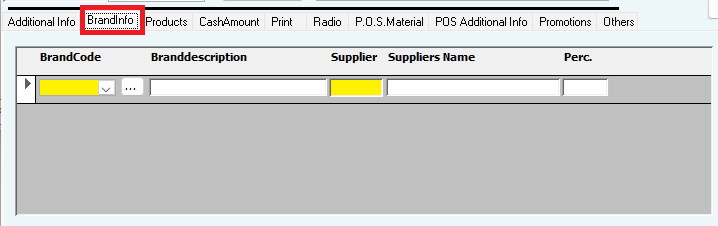 Additional Info BrandInfo Products CashAmount Print Radio P.O.S.Material POS Additional Info Promotions Others
BrandCode Branddescription Supplier Suppliers Name Perc.
...